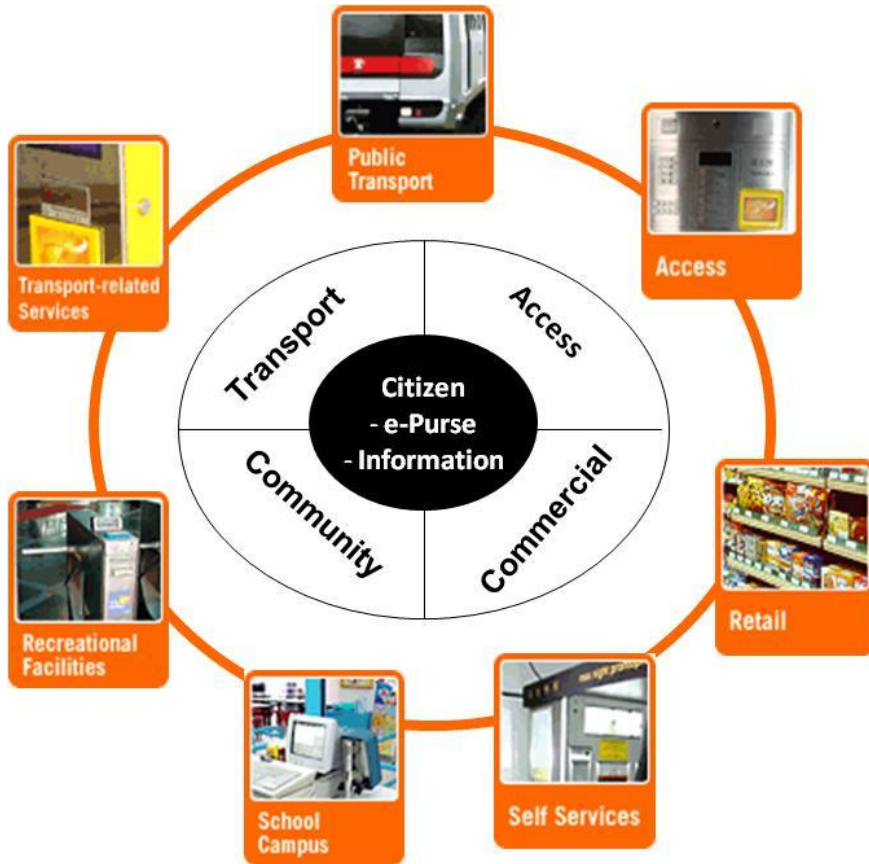 Public
Transport
Access
Transport-related
Services
Transport
Access
Citizen
- e-Purse
- Information
Community
Commercial
Retail
Recreational
Facilities
School
Campus
Self Services